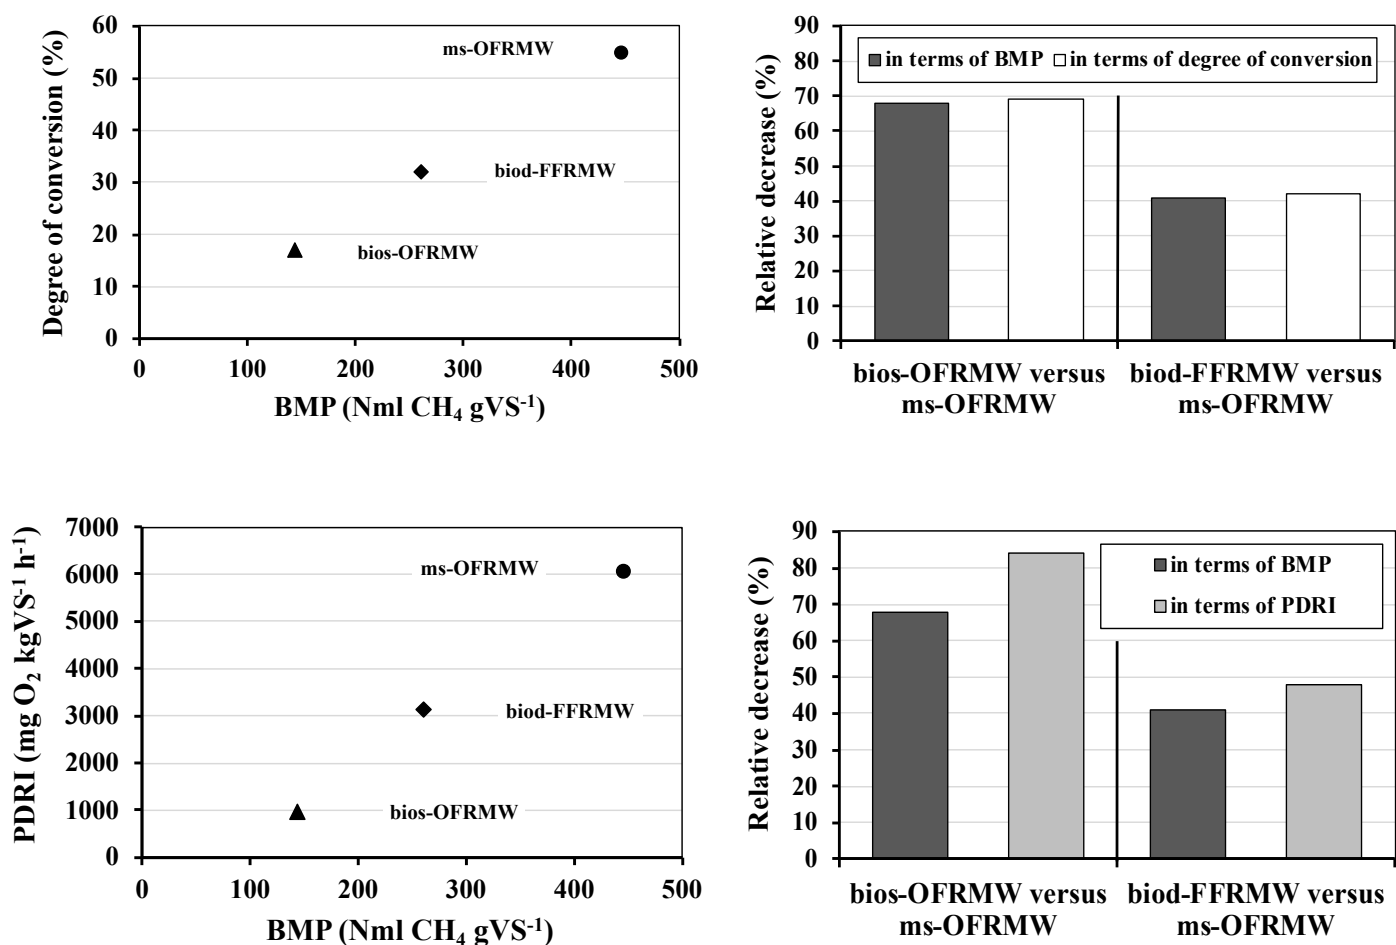 Degree of conversion (%)
60
50
40
30
20
10
0
ms-OFRMW
biod-FFRMW
bios-OFRMW
0 100 200 300 400 500
BMP (Nml CH₄ gVS⁻¹)
Relative decrease (%)
90
80
70
60
50
40
30
20
10
0
in terms of BMP in terms of degree of conversion
bios-OFRMW versus
ms-OFRMW
biod-FFRMW versus
ms-OFRMW
PDRI (mg O₂ kgVS⁻¹ h⁻¹)
7000
6000
5000
4000
3000
2000
1000
0
ms-OFRMW
biod-FFRMW
bios-OFRMW
0 100 200 300 400 500
BMP (Nml CH₄ gVS⁻¹)
Relative decrease (%)
90
80
70
60
50
40
30
20
10
0
in terms of BMP
in terms of PDRI
bios-OFRMW versus
ms-OFRMW
biod-FFRMW versus
ms-OFRMW